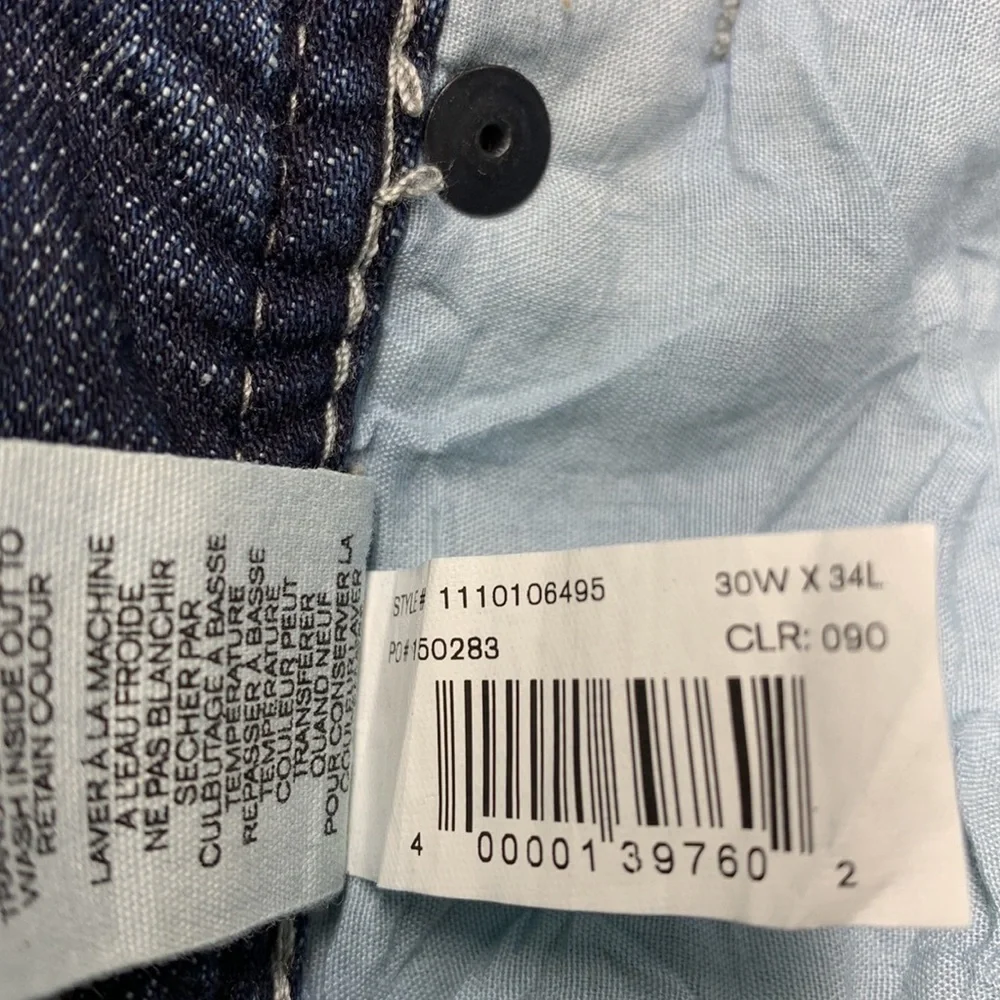 WASH INSIDE OUT TO
RETAIN COLOUR
LAVER À LA MACHINE
À L'EAU FROIDE
NE PAS BLANCHIR
SECHER PAR
CULBUTAGE À BASSE
TEMPÉRATURE
REPASSER À BASSE
TEMPÉRATURE
COULEUR PEUT
TRANSFERER
QUAND NEUF
POUR CONSERVER LA
STYLE# 1110106495
30W X 34L
PO# 150283
CLR: 090
4 00001 39760 2